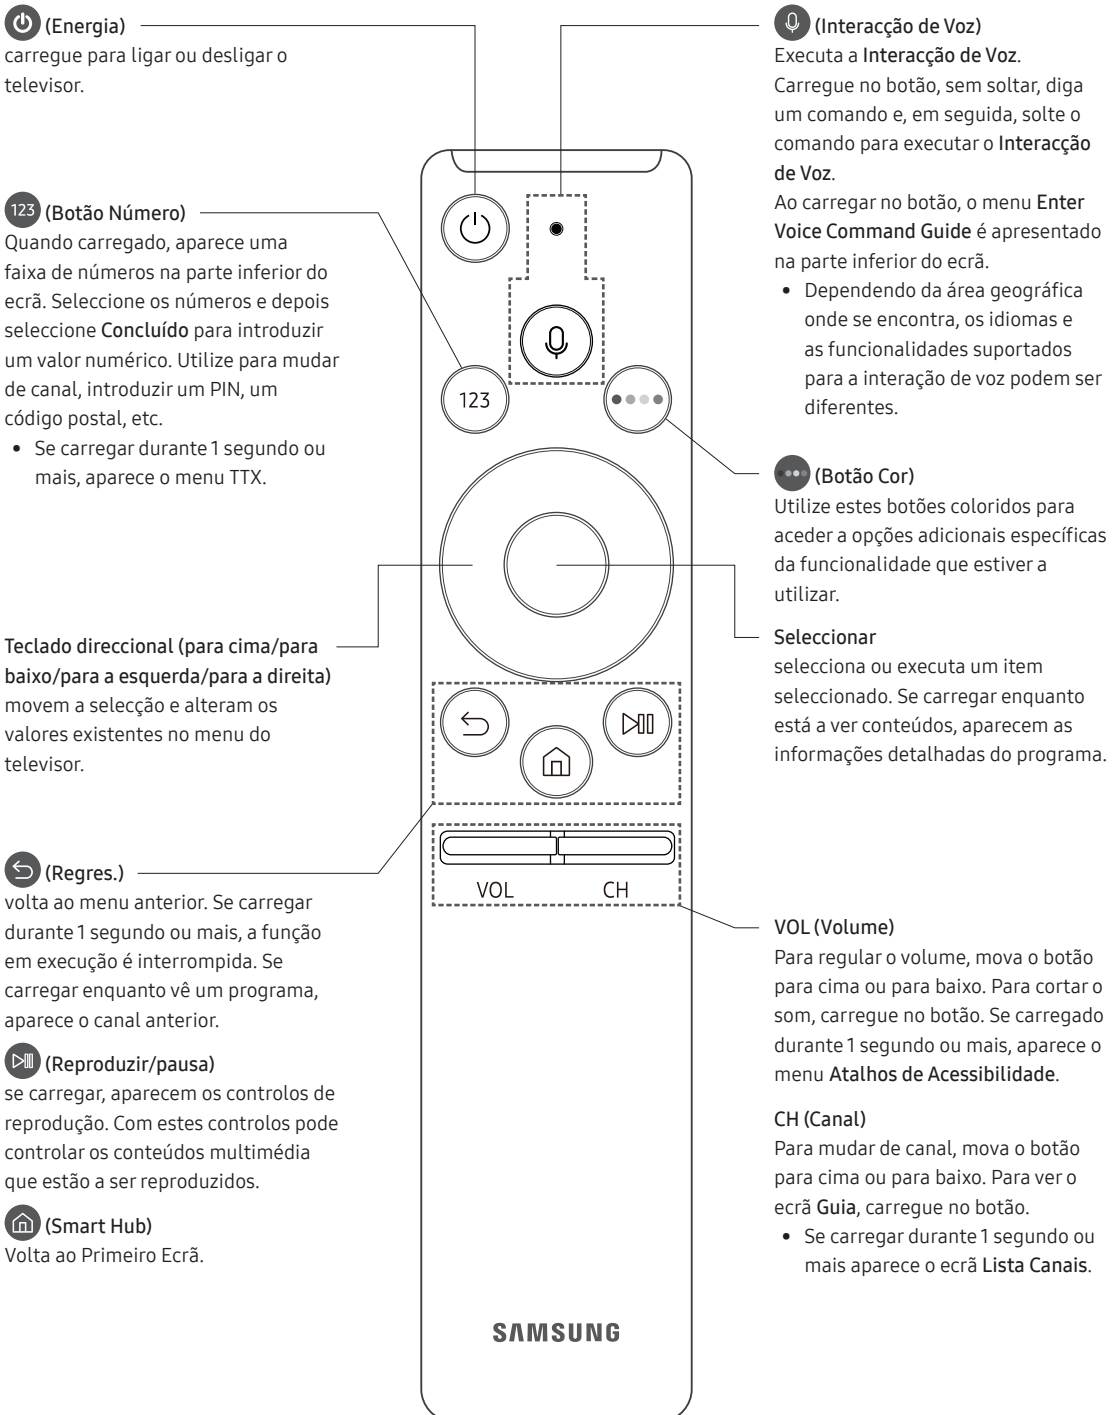 (Energia)
carregue para ligar ou desligar o
televisor.
123 (Botão Número)
Quando carregado, aparece uma
faixa de números na parte inferior do
ecrã. Seleccione os números e depois
seleccione Concluído para introduzir
um valor numérico. Utilize para mudar
de canal, introduzir um PIN, um
código postal, etc.
• Se carregar durante 1 segundo ou
mais, aparece o menu TTX.
Teclado direccional (para cima/para
baixo/para a esquerda/para a direita)
movem a selecção e alteram os
valores existentes no menu do
televisor.
(Regres.)
volta ao menu anterior. Se carregar
durante 1 segundo ou mais, a função
em execução é interrompida. Se
carregar enquanto vê um programa,
aparece o canal anterior.
(Reproduzir/pausa)
se carregar, aparecem os controlos de
reprodução. Com estes controlos pode
controlar os conteúdos multimédia
que estão a ser reproduzidos.
(Smart Hub)
Volta ao Primeiro Ecrã.
123
VOL CH
SAMSUNG
(Interacção de Voz)
Executa a Interacção de Voz.
Carregue no botão, sem soltar, diga
um comando e, em seguida, solte o
comando para executar o Interacção
de Voz.
Ao carregar no botão, o menu Enter
Voice Command Guide é apresentado
na parte inferior do ecrã.
• Dependendo da área geográfica
onde se encontra, os idiomas e
as funcionalidades suportados
para a interação de voz podem ser
diferentes.
(Botão Cor)
Utilize estes botões coloridos para
aceder a opções adicionais específicas
da funcionalidade que estiver a
utilizar.
Seleccionar
selecciona ou executa um item
seleccionado. Se carregar enquanto
está a ver conteúdos, aparecem as
informações detalhadas do programa.
VOL (Volume)
Para regular o volume, mova o botão
para cima ou para baixo. Para cortar o
som, carregue no botão. Se carregado
durante 1 segundo ou mais, aparece o
menu Atalhos de Acessibilidade.
CH (Canal)
Para mudar de canal, mova o botão
para cima ou para baixo. Para ver o
ecrã Guia, carregue no botão.
• Se carregar durante 1 segundo ou
mais aparece o ecrã Lista Canais.